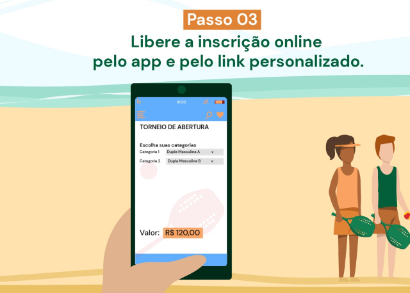 Passo 03
Libere a inscrição online
pelo app e pelo link personalizado.
TORNEIO DE ABERTURA
Escolha suas categorias
Categoria 1 Dupla Masculina A
Categoria 2 Dupla Masculina B
Valor: R$ 120,00